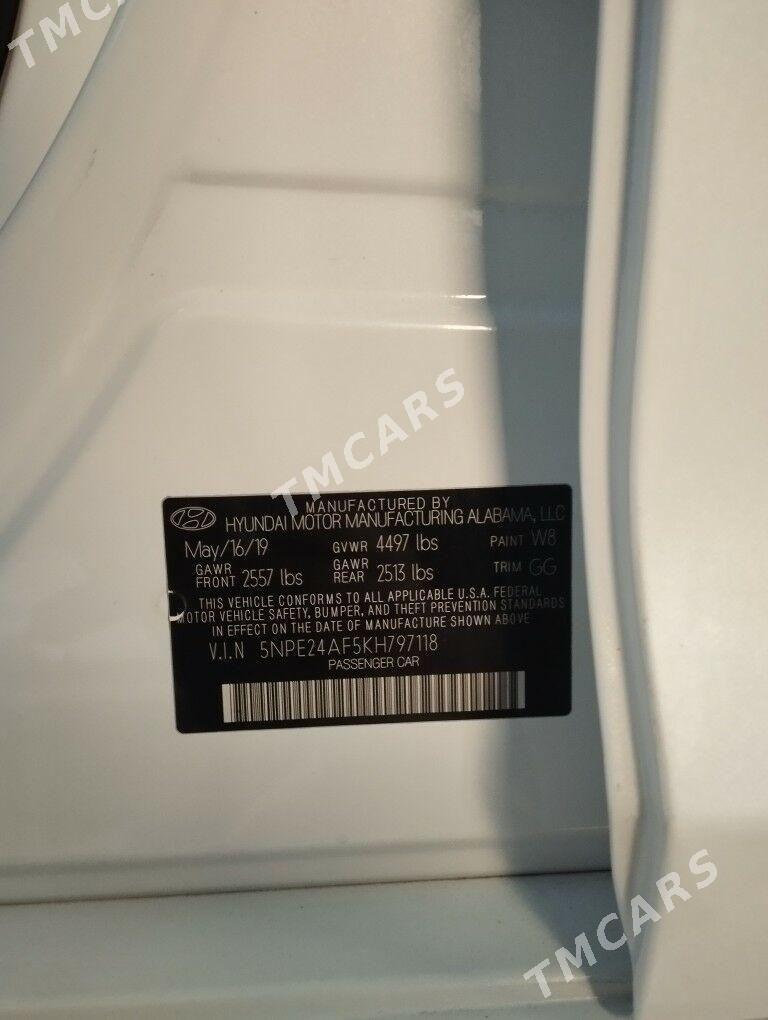 TMCARS
TMCARS
MANUFACTURED BY
HYUNDAI MOTOR MANUFACTURING ALABAMA, LLC
May/16/19 GVWR 4497 lbs PAINT W8
GAWR FRONT 2557 lbs GAWR REAR 2513 lbs TRIM GG
THIS VEHICLE CONFORMS TO ALL APPLICABLE U.S.A. FEDERAL
MOTOR VEHICLE SAFETY, BUMPER, AND THEFT PREVENTION STANDARDS
IN EFFECT ON THE DATE OF MANUFACTURE SHOWN ABOVE
V.I.N 5NPE24AF5KH797118
PASSENGER CAR
TMCARS